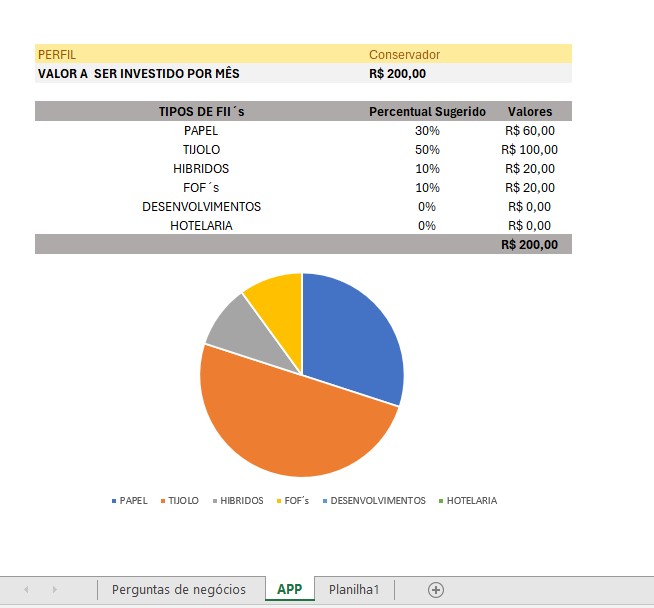 PERFIL Conservador
VALOR A SER INVESTIDO POR MÊS R$ 200,00
TIPOS DE FII´s Percentual Sugerido Valores
PAPEL 30% R$ 60,00
TIJOLO 50% R$ 100,00
HIBRIDOS 10% R$ 20,00
FOF´s 10% R$ 20,00
DESENVOLVIMENTOS 0% R$ 0,00
HOTELARIA 0% R$ 0,00
R$ 200,00
PAPEL TIJOLO HIBRIDOS FOF´s DESENVOLVIMENTOS HOTELARIA
Perguntas de negócios APP Planilha1